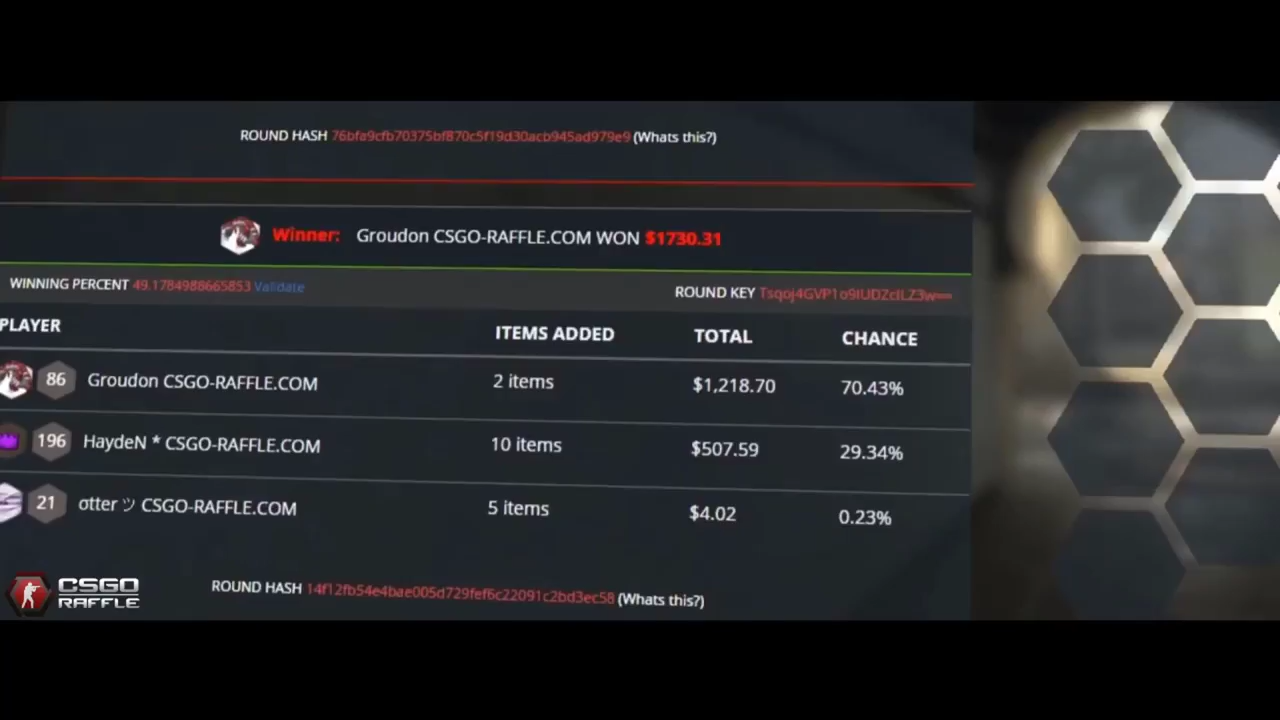 ROUND HASH 76bfa9cfb70375bf870c5f19d30acb945ad979e9 (Whats this?)
Winner: Groudon CSGO-RAFFLE.COM WON $1730.31
WINNING PERCENT 49.1784988665853 Validate
ROUND KEY
PLAYER ITEMS ADDED TOTAL CHANCE
86 Groudon CSGO-RAFFLE.COM 2 items $1,218.70 70.43%
196 HaydeN * CSGO-RAFFLE.COM 10 items $507.59 29.34%
21 σtter ツ CSGO-RAFFLE.COM 5 items $4.02 0.23%
ROUND HASH 14f12fb54e4bae005d729fef6c22091c2bd3ec58 (Whats this?)
CSGO
RAFFLE